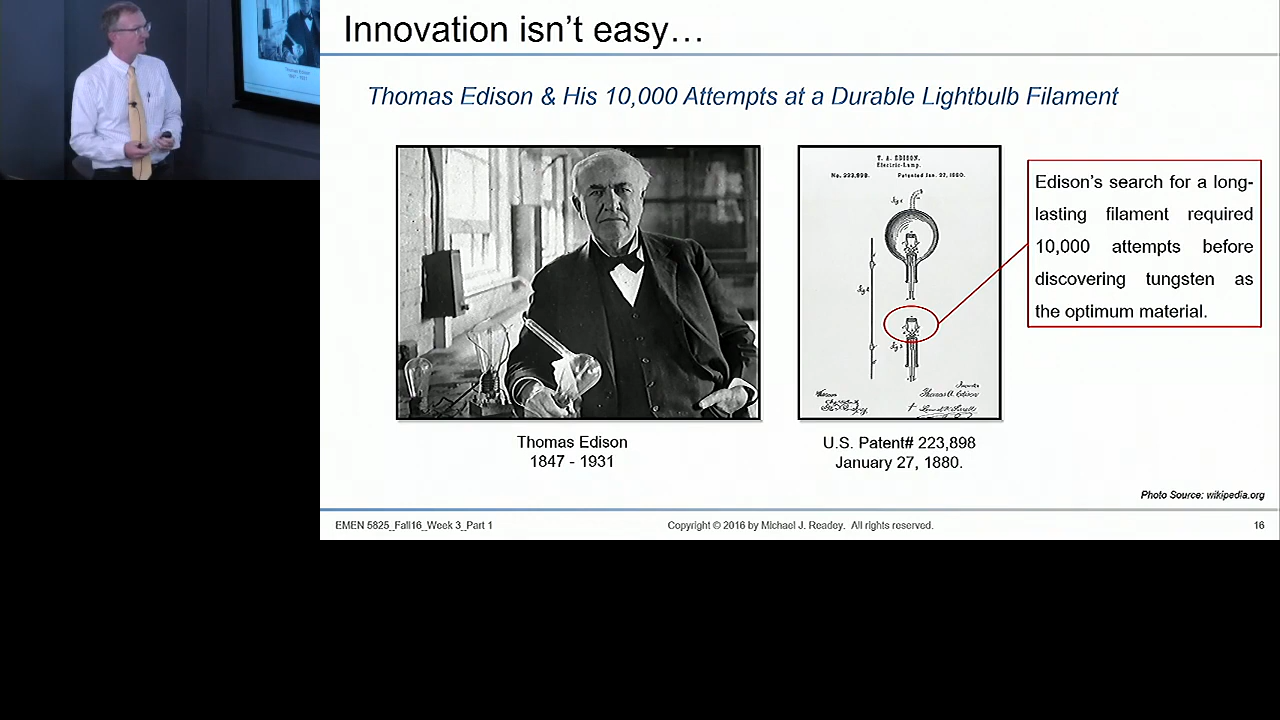 Innovation isn't easy…
Thomas Edison & His 10,000 Attempts at a Durable Lightbulb Filament
T. A. EDISON.
Electric-Lamp.
No. 223,898. Patented Jan. 27, 1880.
Edison's search for a long-
lasting filament required
10,000 attempts before
discovering tungsten as
the optimum material.
Thomas Edison
1847 - 1931
U.S. Patent# 223,898
January 27, 1880.
Photo Source: wikipedia.org
EMEN 5825_Fall16_Week 3_Part 1
Copyright © 2016 by Michael J. Readey. All rights reserved.
16